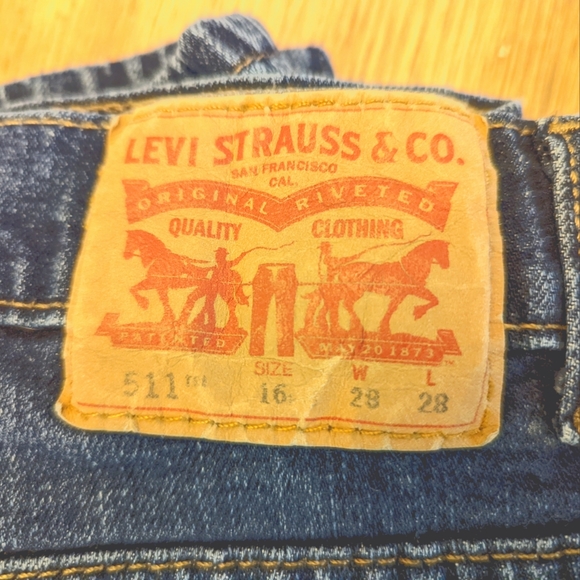 LEVI STRAUSS & CO.
SAN FRANCISCO
CAL.
ORIGINAL RIVETED
QUALITY CLOTHING
PATENTED MAY 20 1873
SIZE W L
511 16 28 28